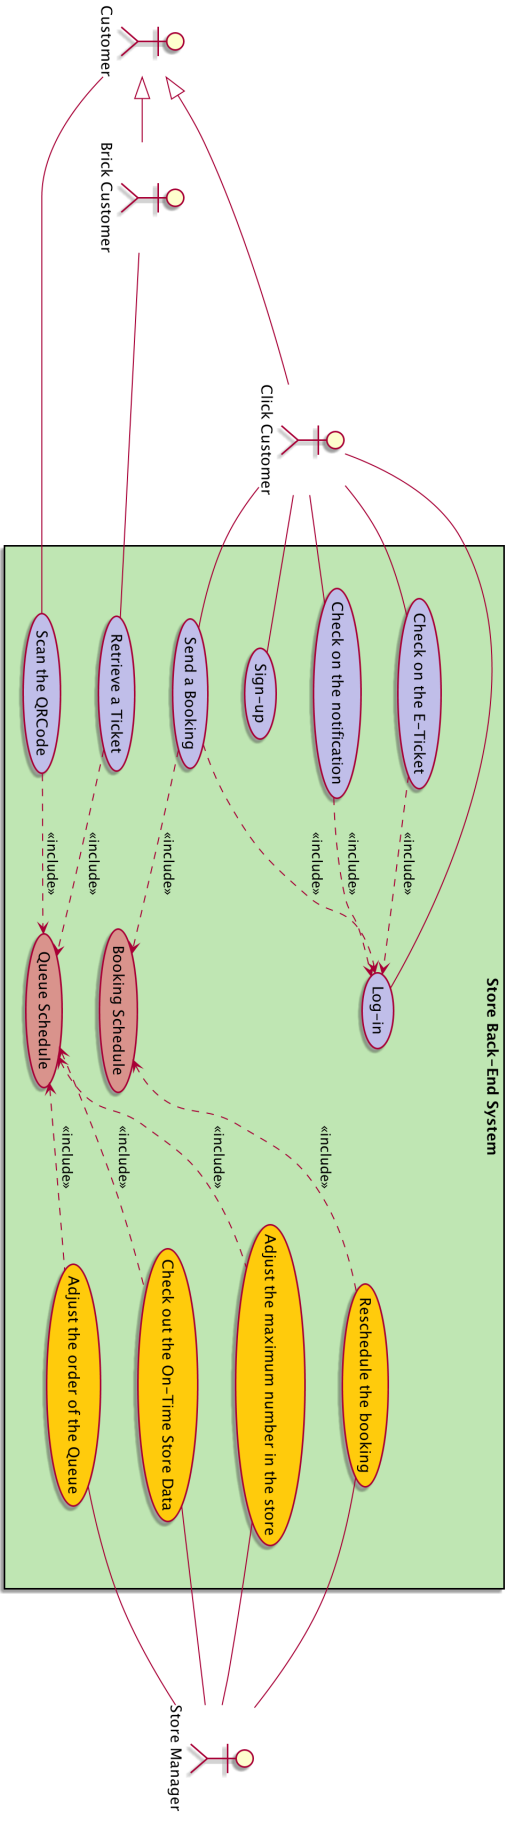 Store Back-End System
Customer
Brick Customer
Click Customer
Check on the E-Ticket
Check on the notification
Sign-up
Send a Booking
Retrieve a Ticket
Scan the QRCode
«include»
«include»
«include»
«include»
«include»
«include»
Log-in
Booking Schedule
Queue Schedule
«include»
«include»
«include»
«include»
Reschedule the booking
Adjust the maximum number in the store
Check out the On-Time Store Data
Adjust the order of the Queue
Store Manager